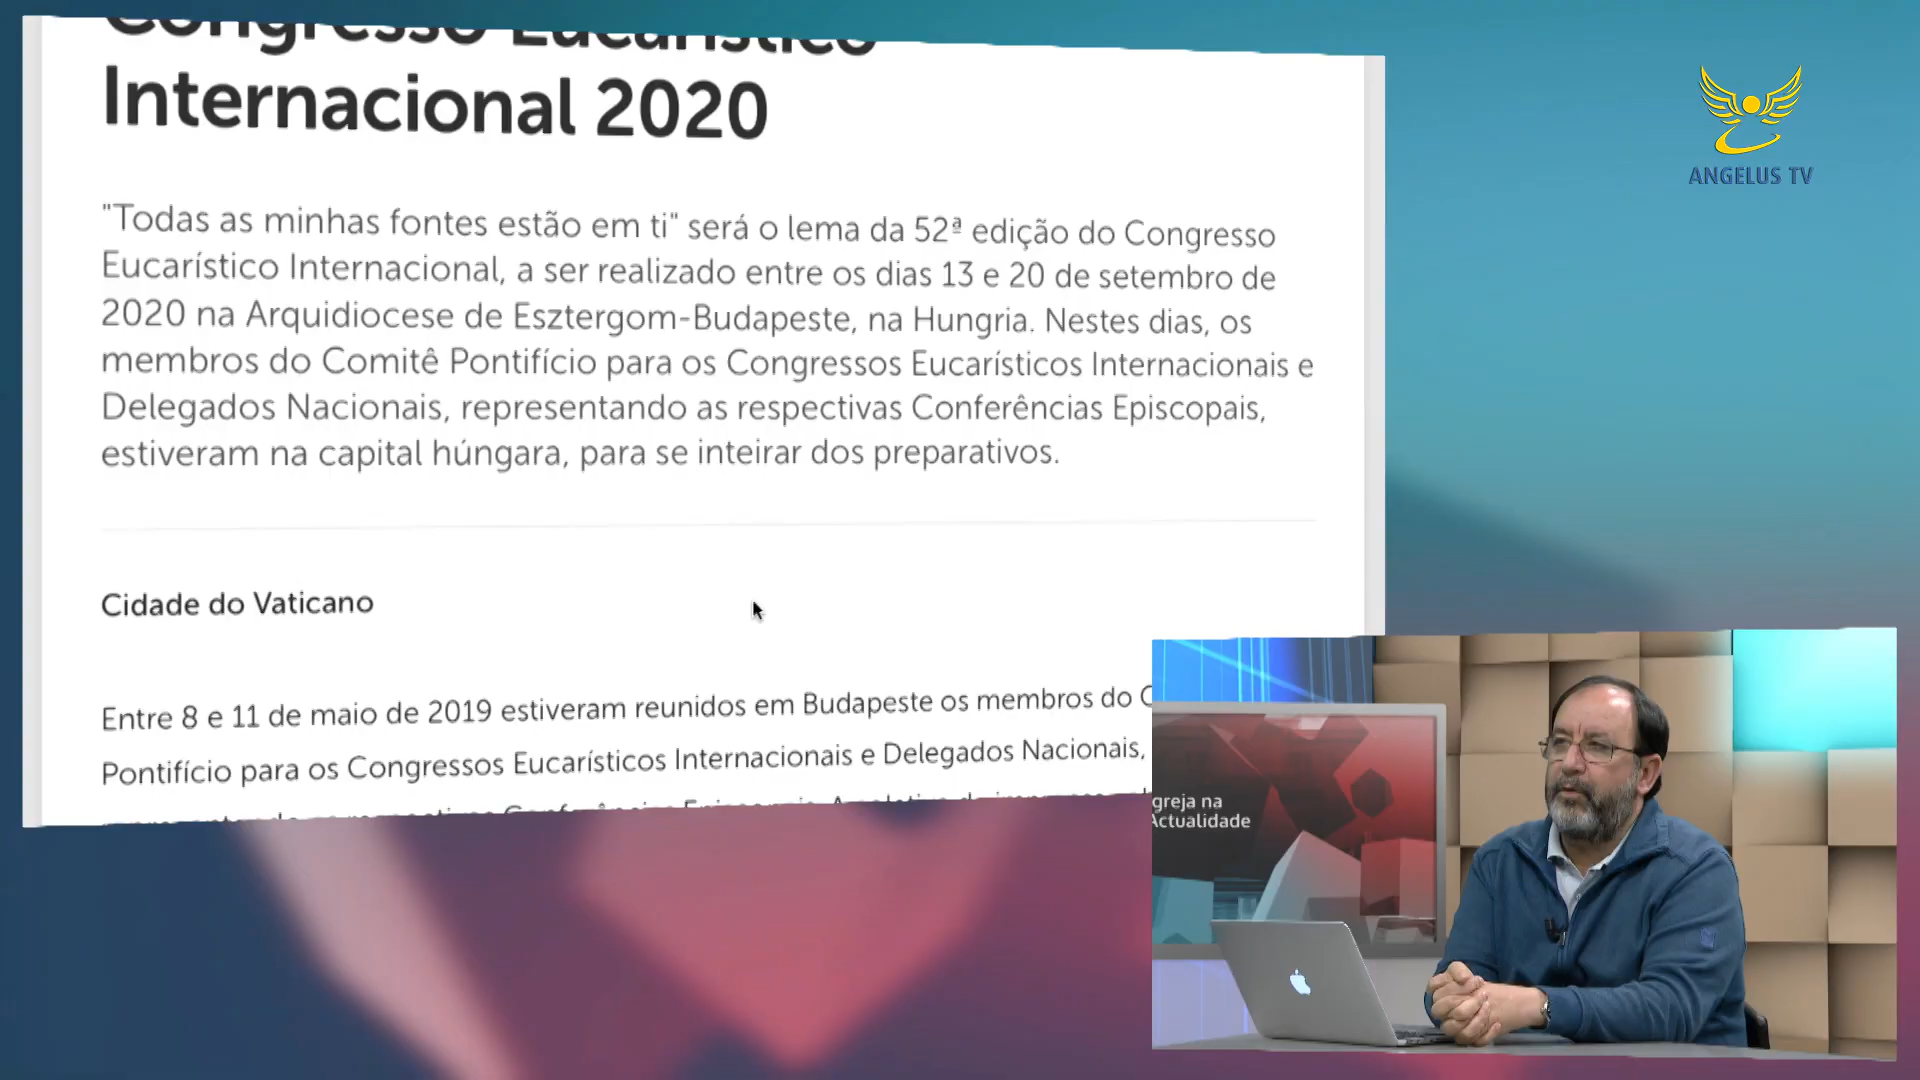 Congresso Eucarístico
Internacional 2020
"Todas as minhas fontes estão em ti" será o lema da 52ª edição do Congresso
Eucarístico Internacional, a ser realizado entre os dias 13 e 20 de setembro de
2020 na Arquidiocese de Esztergom-Budapeste, na Hungria. Nestes dias, os
membros do Comitê Pontifício para os Congressos Eucarísticos Internacionais e
Delegados Nacionais, representando as respectivas Conferências Episcopais,
estiveram na capital húngara, para se inteirar dos preparativos.
Cidade do Vaticano
Entre 8 e 11 de maio de 2019 estiveram reunidos em Budapeste os membros do
Pontifício para os Congressos Eucarísticos Internacionais e Delegados Nacionais,
ANGELUS TV
greja na
Actualidade